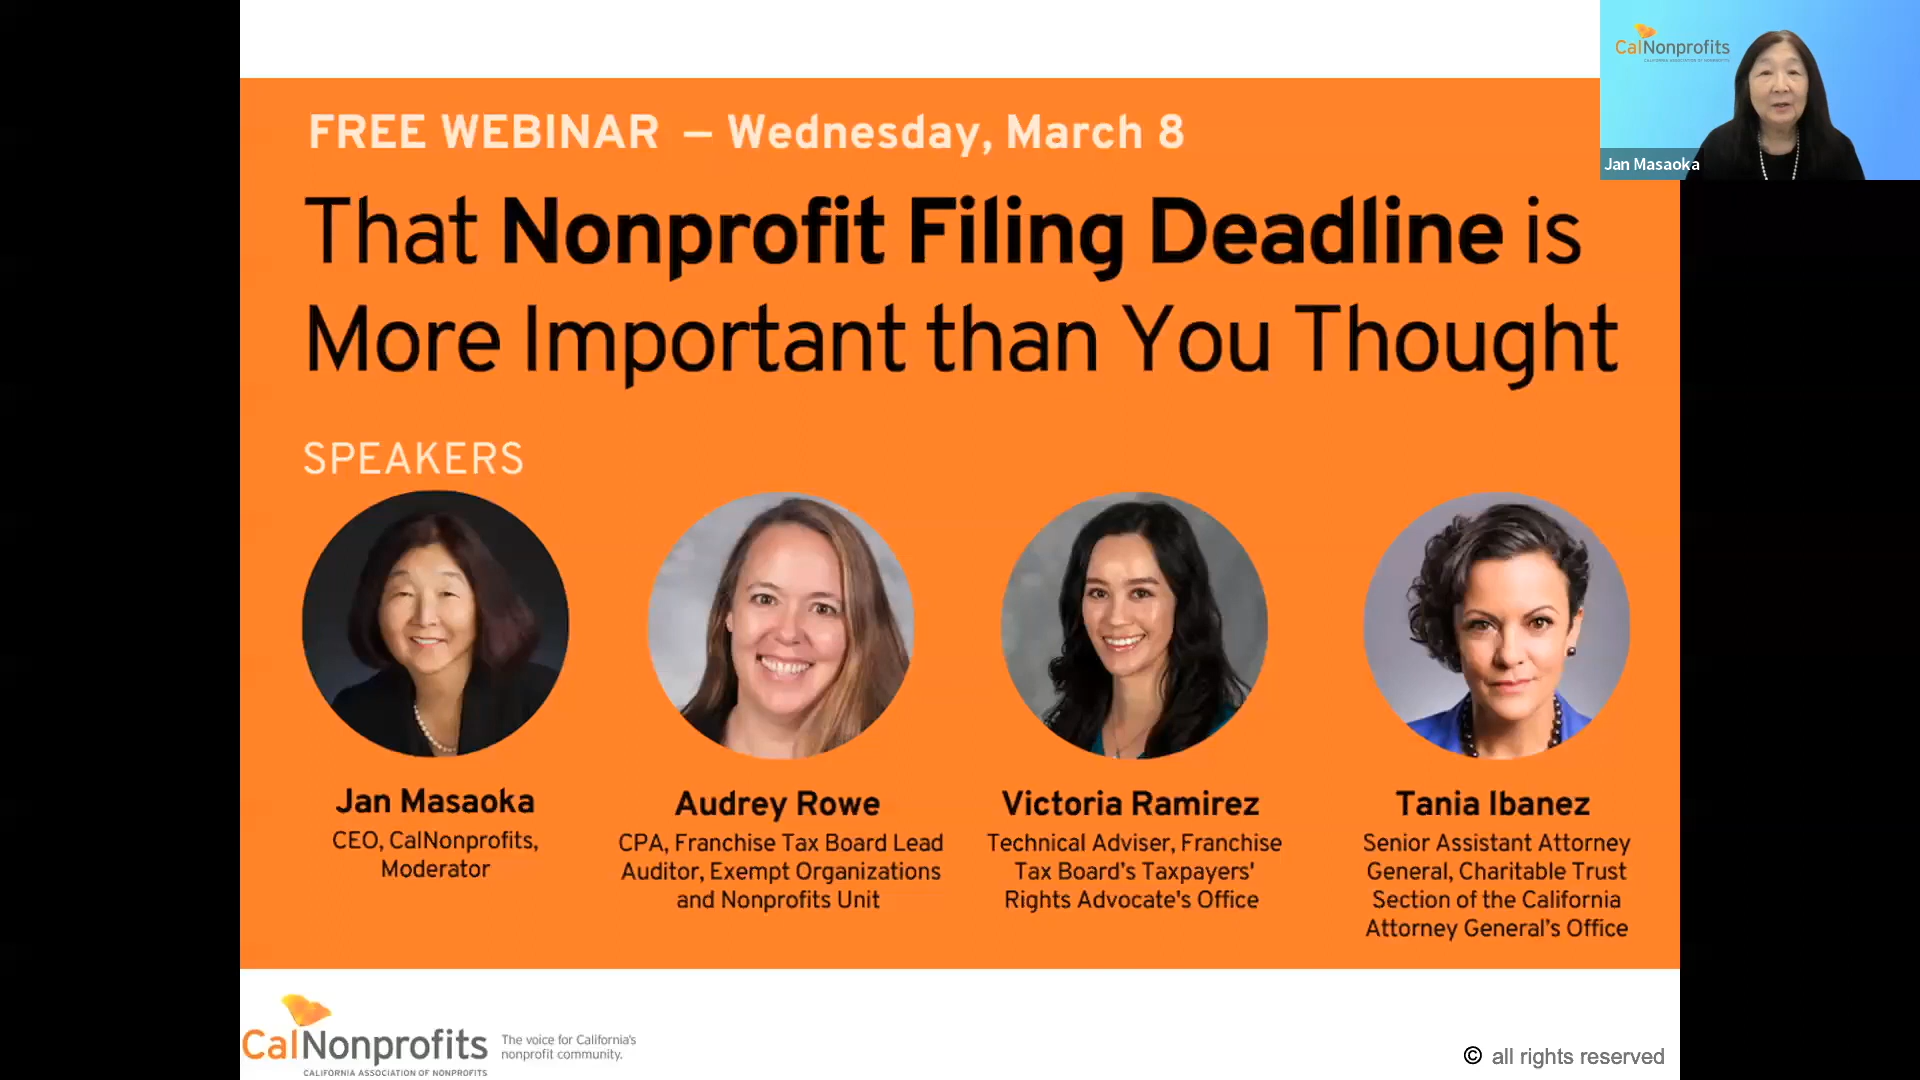 CalNonprofits
Jan Masaoka
FREE WEBINAR – Wednesday, March 8
That Nonprofit Filing Deadline is
More Important than You Thought
SPEAKERS
Jan Masaoka
CEO, CalNonprofits,
Moderator
Audrey Rowe
CPA, Franchise Tax Board Lead
Auditor, Exempt Organizations
and Nonprofits Unit
Victoria Ramirez
Technical Adviser, Franchise
Tax Board's Taxpayers'
Rights Advocate's Office
Tania Ibanez
Senior Assistant Attorney
General, Charitable Trust
Section of the California
Attorney General's Office
CalNonprofits
CALIFORNIA ASSOCIATION OF NONPROFITS
The voice for California's
nonprofit community.
© all rights reserved